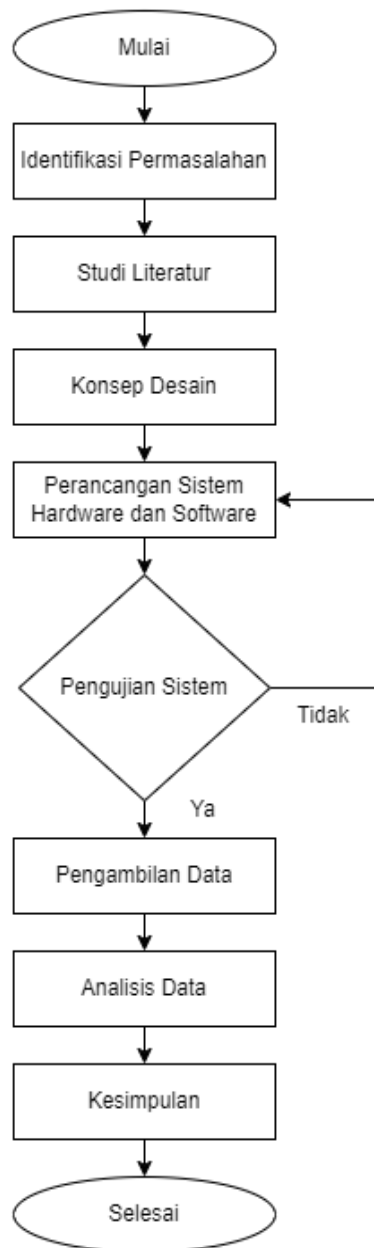 Mulai
Identifikasi Permasalahan
Studi Literatur
Konsep Desain
Perancangan Sistem
Hardware dan Software
Pengujian Sistem
Tidak
Ya
Pengambilan Data
Analisis Data
Kesimpulan
Selesai